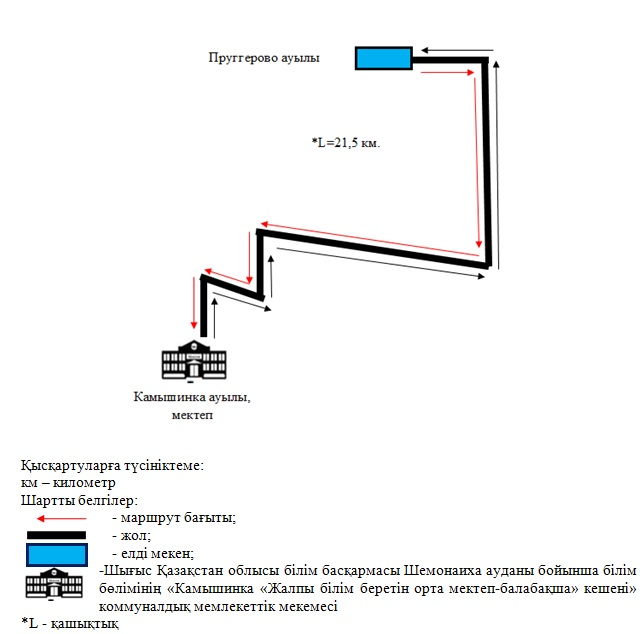 Пруггерово ауылы
*L=21,5 км.
Камышинка ауылы,
мектеп
Қысқартуларға түсініктеме:
км – километр
Шартты белгілер:
- маршрут бағыты;
- жол;
- елді мекен;
-Шығыс Қазақстан облысы білім басқармасы Шемонаиха ауданы бойынша білім
бөлімінің «Камышинка «Жалпы білім беретін орта мектеп-балабақша» кешені»
коммуналдық мемлекеттік мекемесі
*L - қашықтық